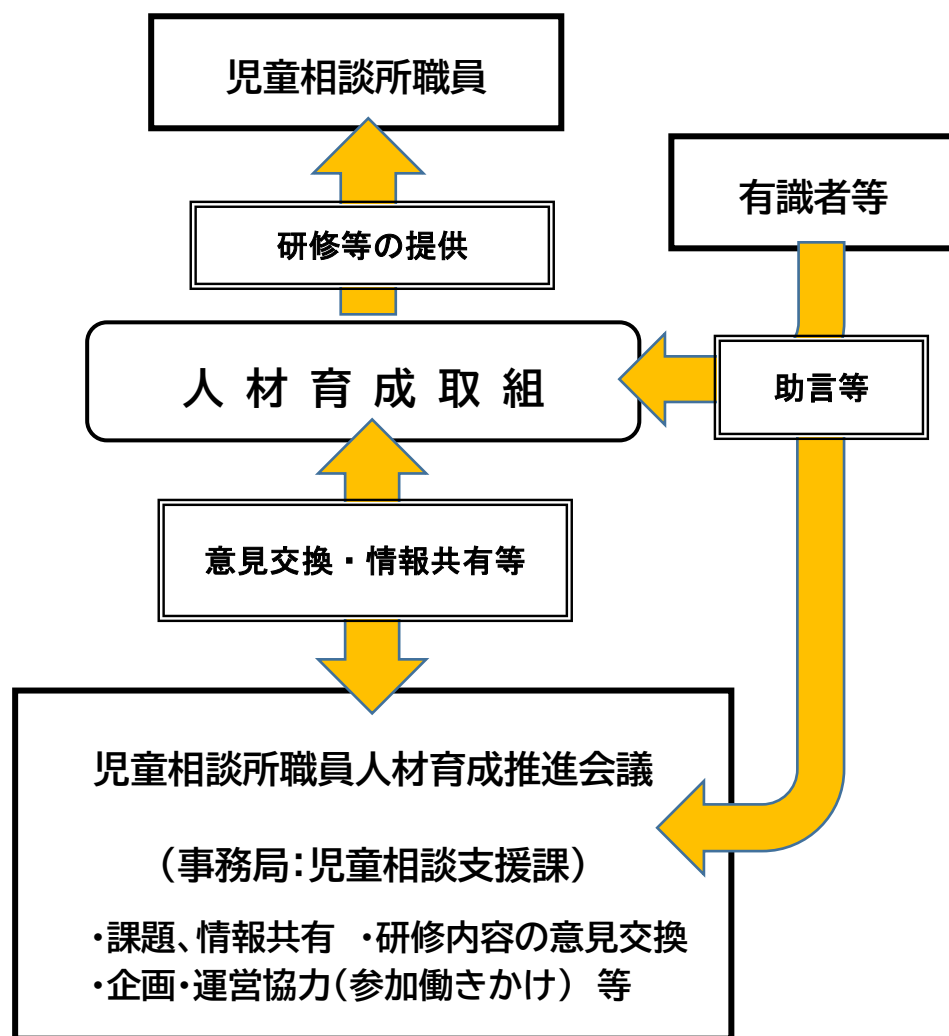 児童相談所職員
有識者等
研修等の提供
人材育成取組
助言等
意見交換・情報共有等
児童相談所職員人材育成推進会議
(事務局:児童相談支援課)
・課題、情報共有 ・研修内容の意見交換
・企画・運営協力(参加働きかけ) 等